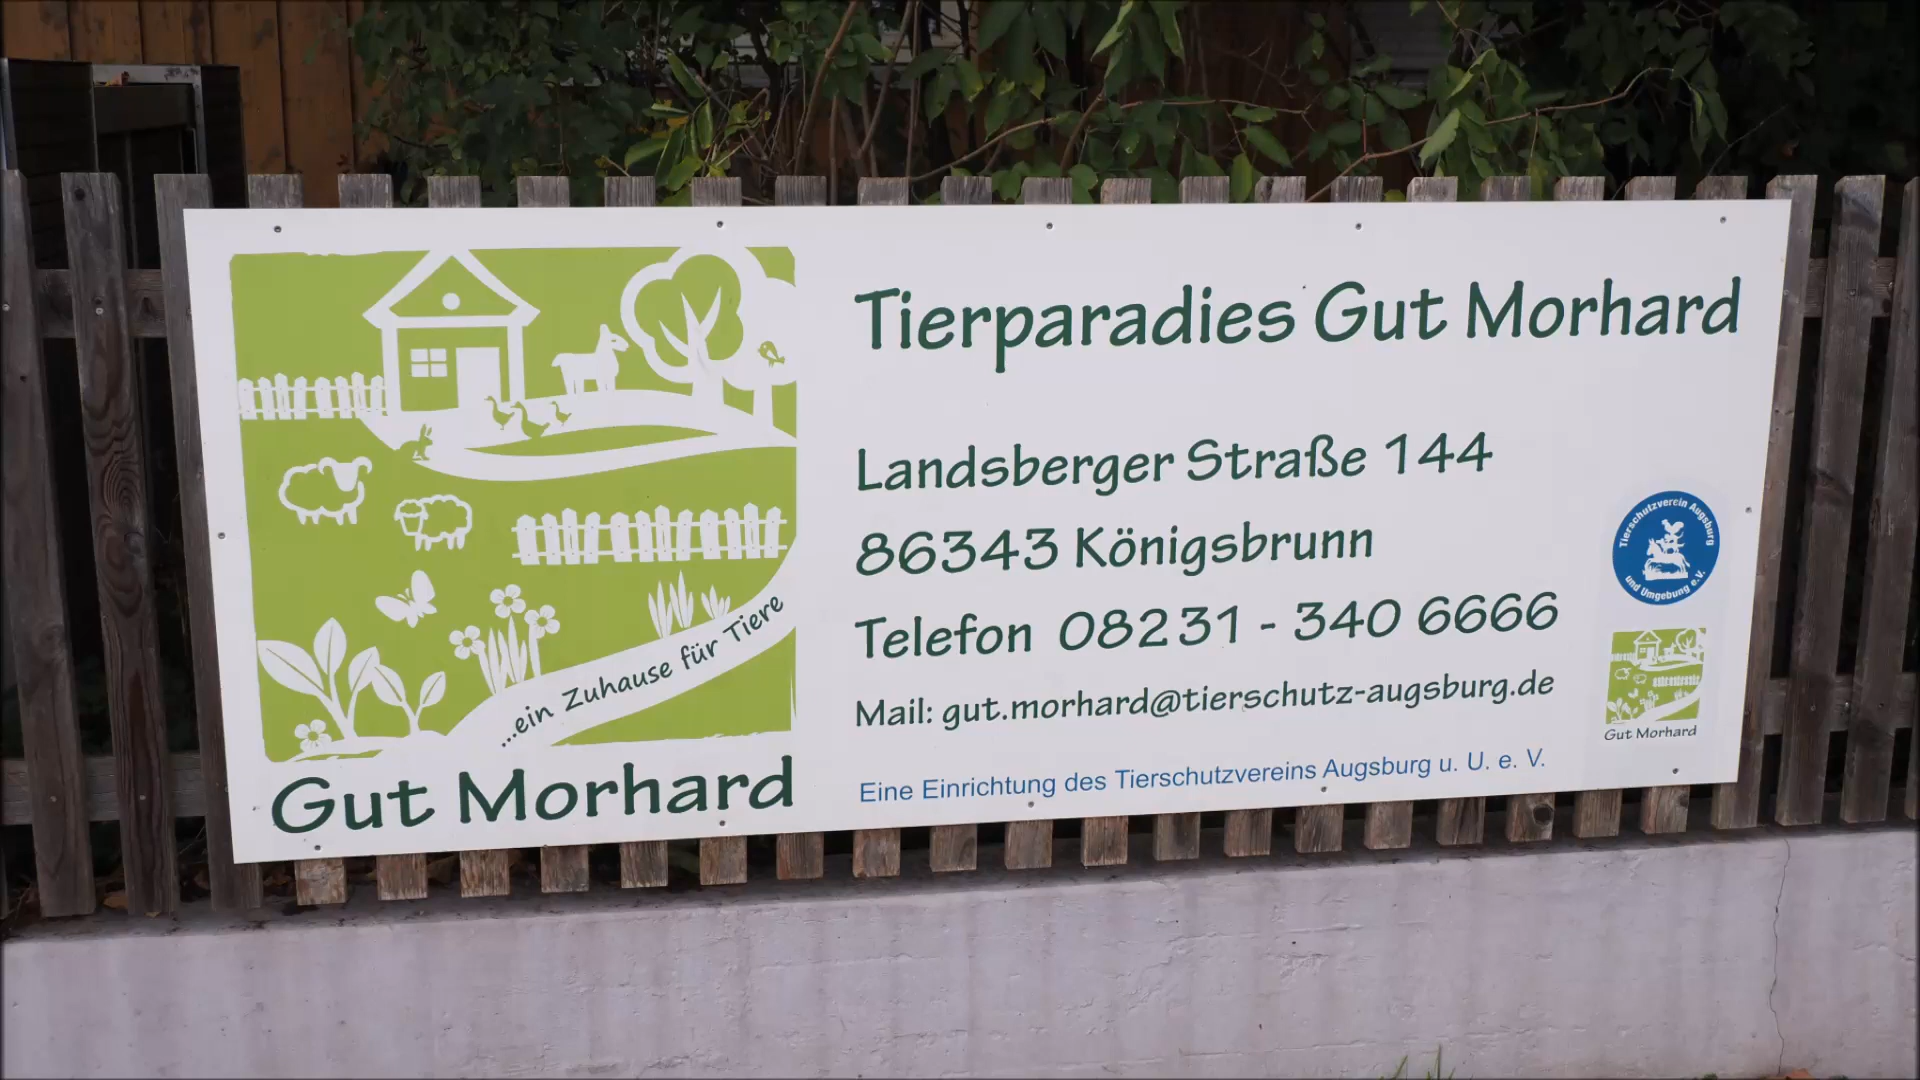 ...ein Zuhause für Tiere
Gut Morhard
Tierparadies Gut Morhard
Landsberger Straße 144
86343 Königsbrunn
Telefon 08231 - 340 6666
Mail: gut.morhard@tierschutz-augsburg.de
Eine Einrichtung des Tierschutzvereins Augsburg u. U. e. V.
Tierschutzverein Augsburg
und Umgebung e.V.
Gut Morhard